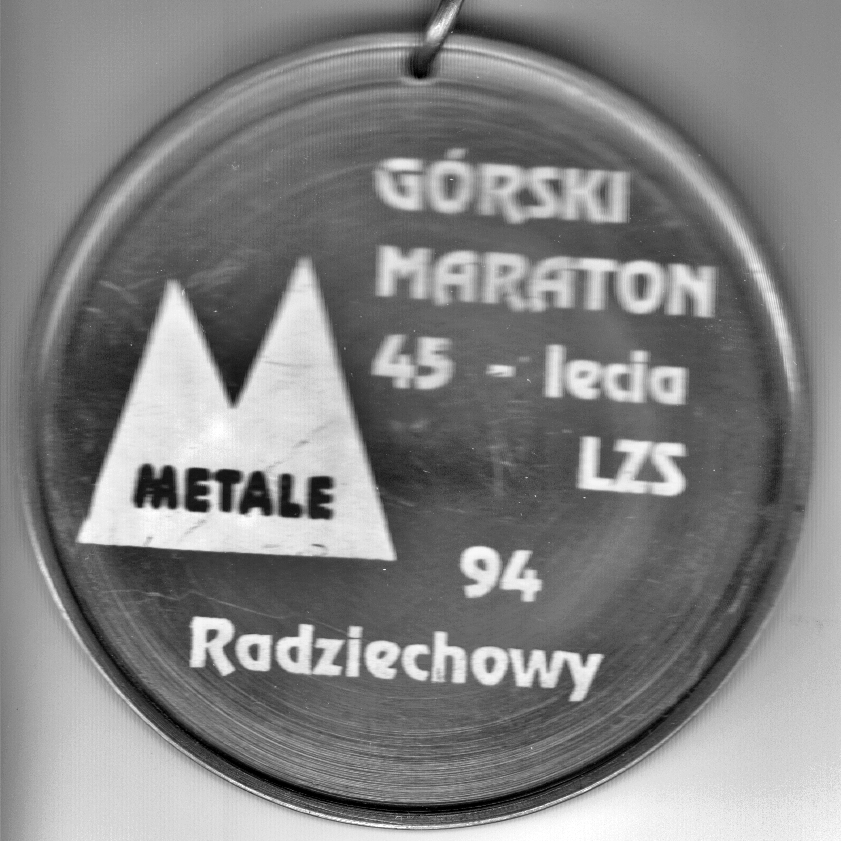 GÓRSKI
MARATON
45 - lecia
LZS
METALE
94
Radziechowy